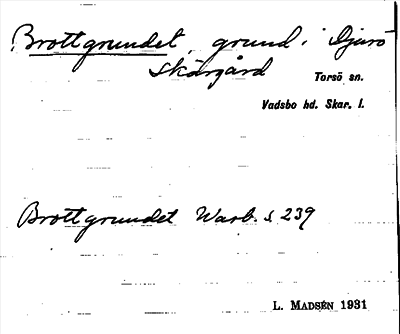 Brottgrundet, grund i Djurö
skärgård
Torsö sn.
Vadsbo hd. Skar. l.
Brottgrundet Warb. s. 239
L. MADSÉN 1931